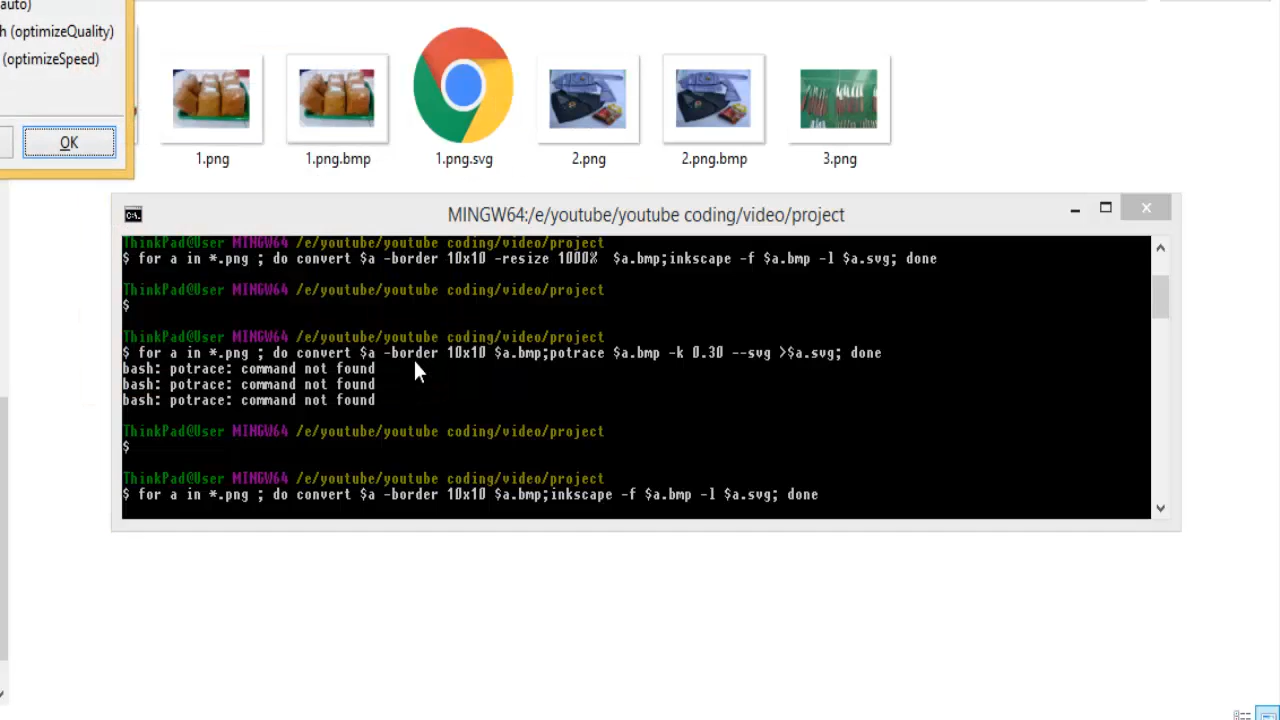 auto)
h (optimizeQuality)
(optimizeSpeed)
OK
1.png
1.png.bmp
1.png.svg
2.png
2.png.bmp
3.png
C:\.
MINGW64:/e/youtube/youtube coding/video/project
ThinkPad@User MINGW64 /e/youtube/youtube coding/video/project
$ for a in *.png ; do convert $a -border 10x10 -resize 1000%  $a.bmp;inkscape -f $a.bmp -l $a.svg; done
ThinkPad@User MINGW64 /e/youtube/youtube coding/video/project
$
ThinkPad@User MINGW64 /e/youtube/youtube coding/video/project
$ for a in *.png ; do convert $a -border 10x10 $a.bmp;potrace $a.bmp -k 0.30 --svg >$a.svg; done
bash: potrace: command not found
bash: potrace: command not found
bash: potrace: command not found
ThinkPad@User MINGW64 /e/youtube/youtube coding/video/project
$
ThinkPad@User MINGW64 /e/youtube/youtube coding/video/project
$ for a in *.png ; do convert $a -border 10x10 $a.bmp;inkscape -f $a.bmp -l $a.svg; done